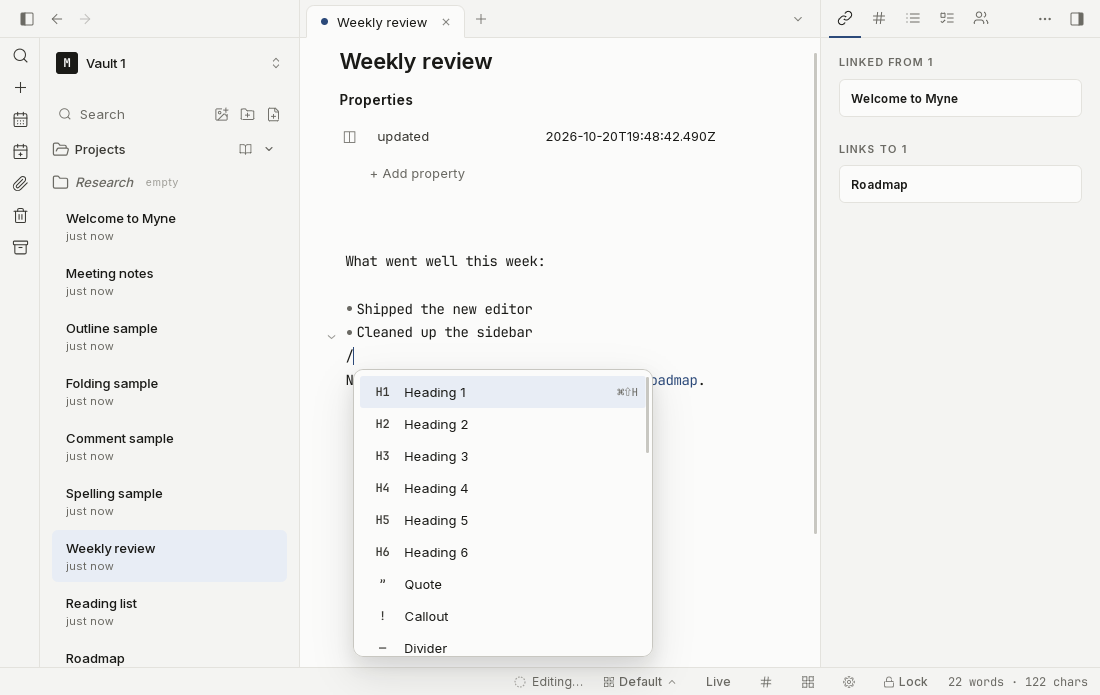 Weekly review
M Vault 1
Search
Projects
Research empty
Welcome to Myne
just now
Meeting notes
just now
Outline sample
just now
Folding sample
just now
Comment sample
just now
Spelling sample
just now
Weekly review
just now
Reading list
just now
Roadmap
Weekly review
Properties
updated 2026-10-20T19:48:42.490Z
+ Add property
What went well this week:
• Shipped the new editor
• Cleaned up the sidebar
/
H1 Heading 1 ⌘⇧H
H2 Heading 2
H3 Heading 3
H4 Heading 4
H5 Heading 5
H6 Heading 6
" Quote
! Callout
— Divider
LINKED FROM 1
Welcome to Myne
LINKS TO 1
Roadmap
Editing… Default Live Lock 22 words · 122 chars